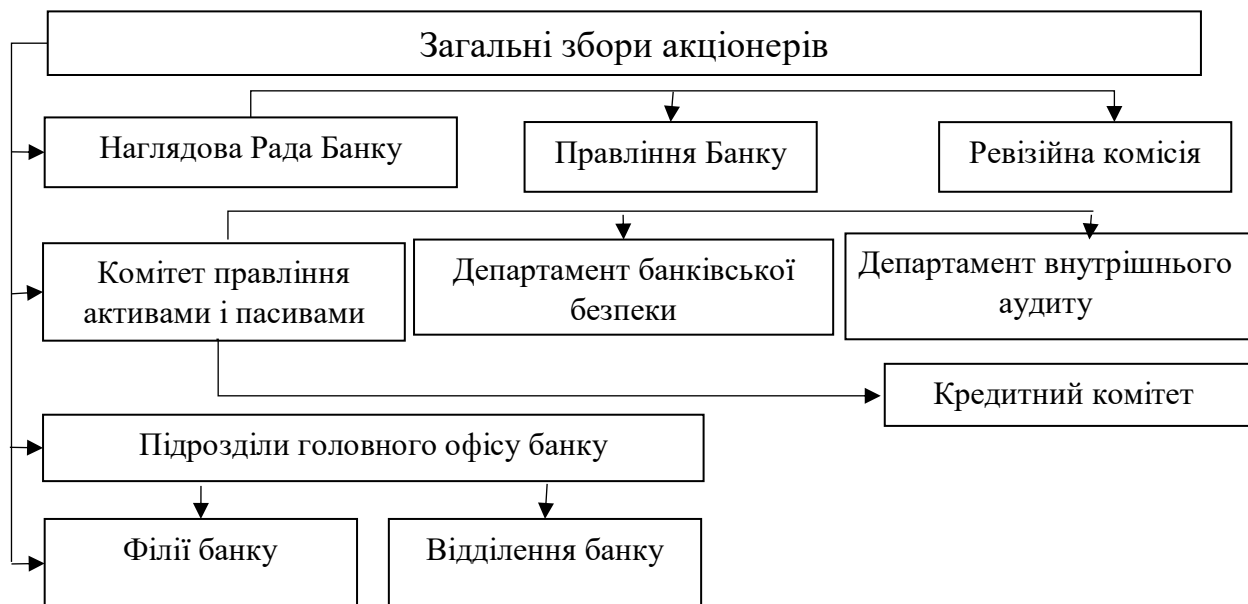 Загальні збори акціонерів
Наглядова Рада Банку
Правління Банку
Ревізійна комісія
Комітет правління
активами і пасивами
Департамент банківської
безпеки
Департамент внутрішнього
аудиту
Кредитний комітет
Підрозділи головного офісу банку
Філії банку
Відділення банку